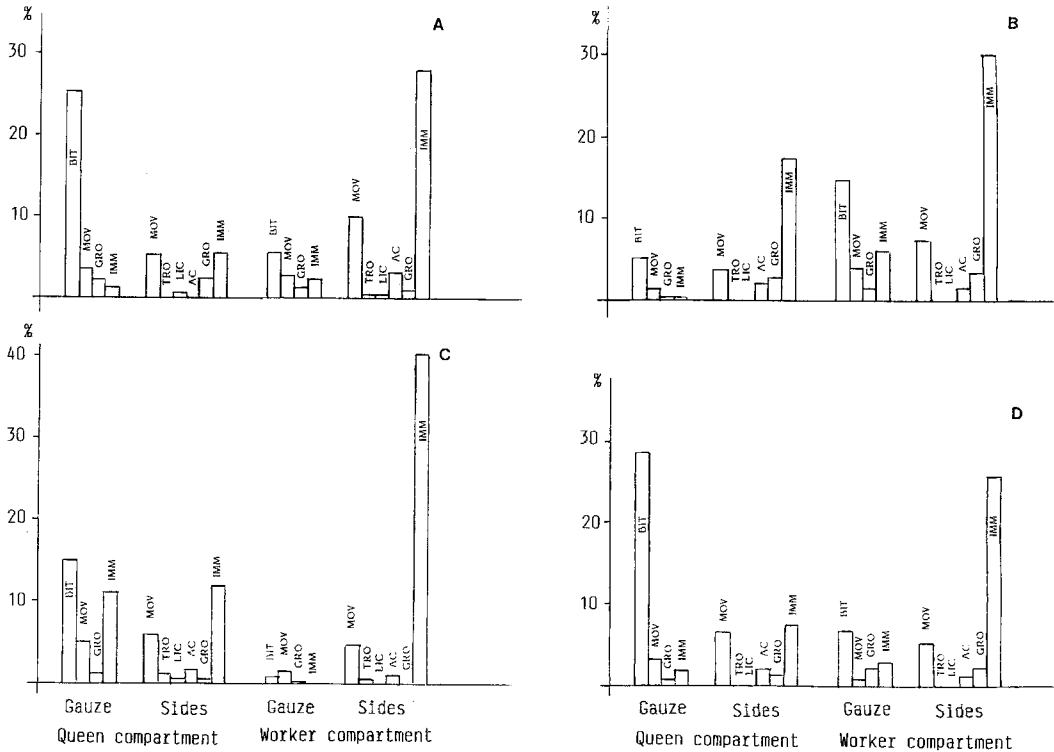 %
A
30
20
10
BIT
MOV
GRO
IMM
MOV
TRO
LIC
AC
GRO
IMM
BIT
MOV
GRO
IMM
MOV
TRO
LIC
AC
GRO
IMM
%
B
30
20
10
BIT
MOV
GRO
IMM
MOV
TRO
LIC
AC
GRO
IMM
BIT
MOV
GRO
IMM
MOV
TRO
LIC
AC
GRO
IMM
%
C
40
30
20
10
BIT
MOV
GRO
IMM
MOV
TRO
LIC
AC
GRO
IMM
BIT
MOV
GRO
IMM
MOV
TRO
LIC
AC
GRO
IMM
Gauze Sides Gauze Sides
Queen compartment Worker compartment
%
D
30
20
10
BIT
MOV
GRO
IMM
MOV
TRO
LIC
AC
GRO
IMM
BIT
MOV
GRO
IMM
MOV
TRO
LIC
AC
GRO
IMM
Gauze Sides Gauze Sides
Queen compartment Worker compartment